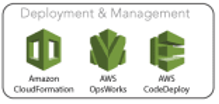 Deployment & Management
Amazon
CloudFormation
AWS
OpsWorks
AWS
CodeDeploy